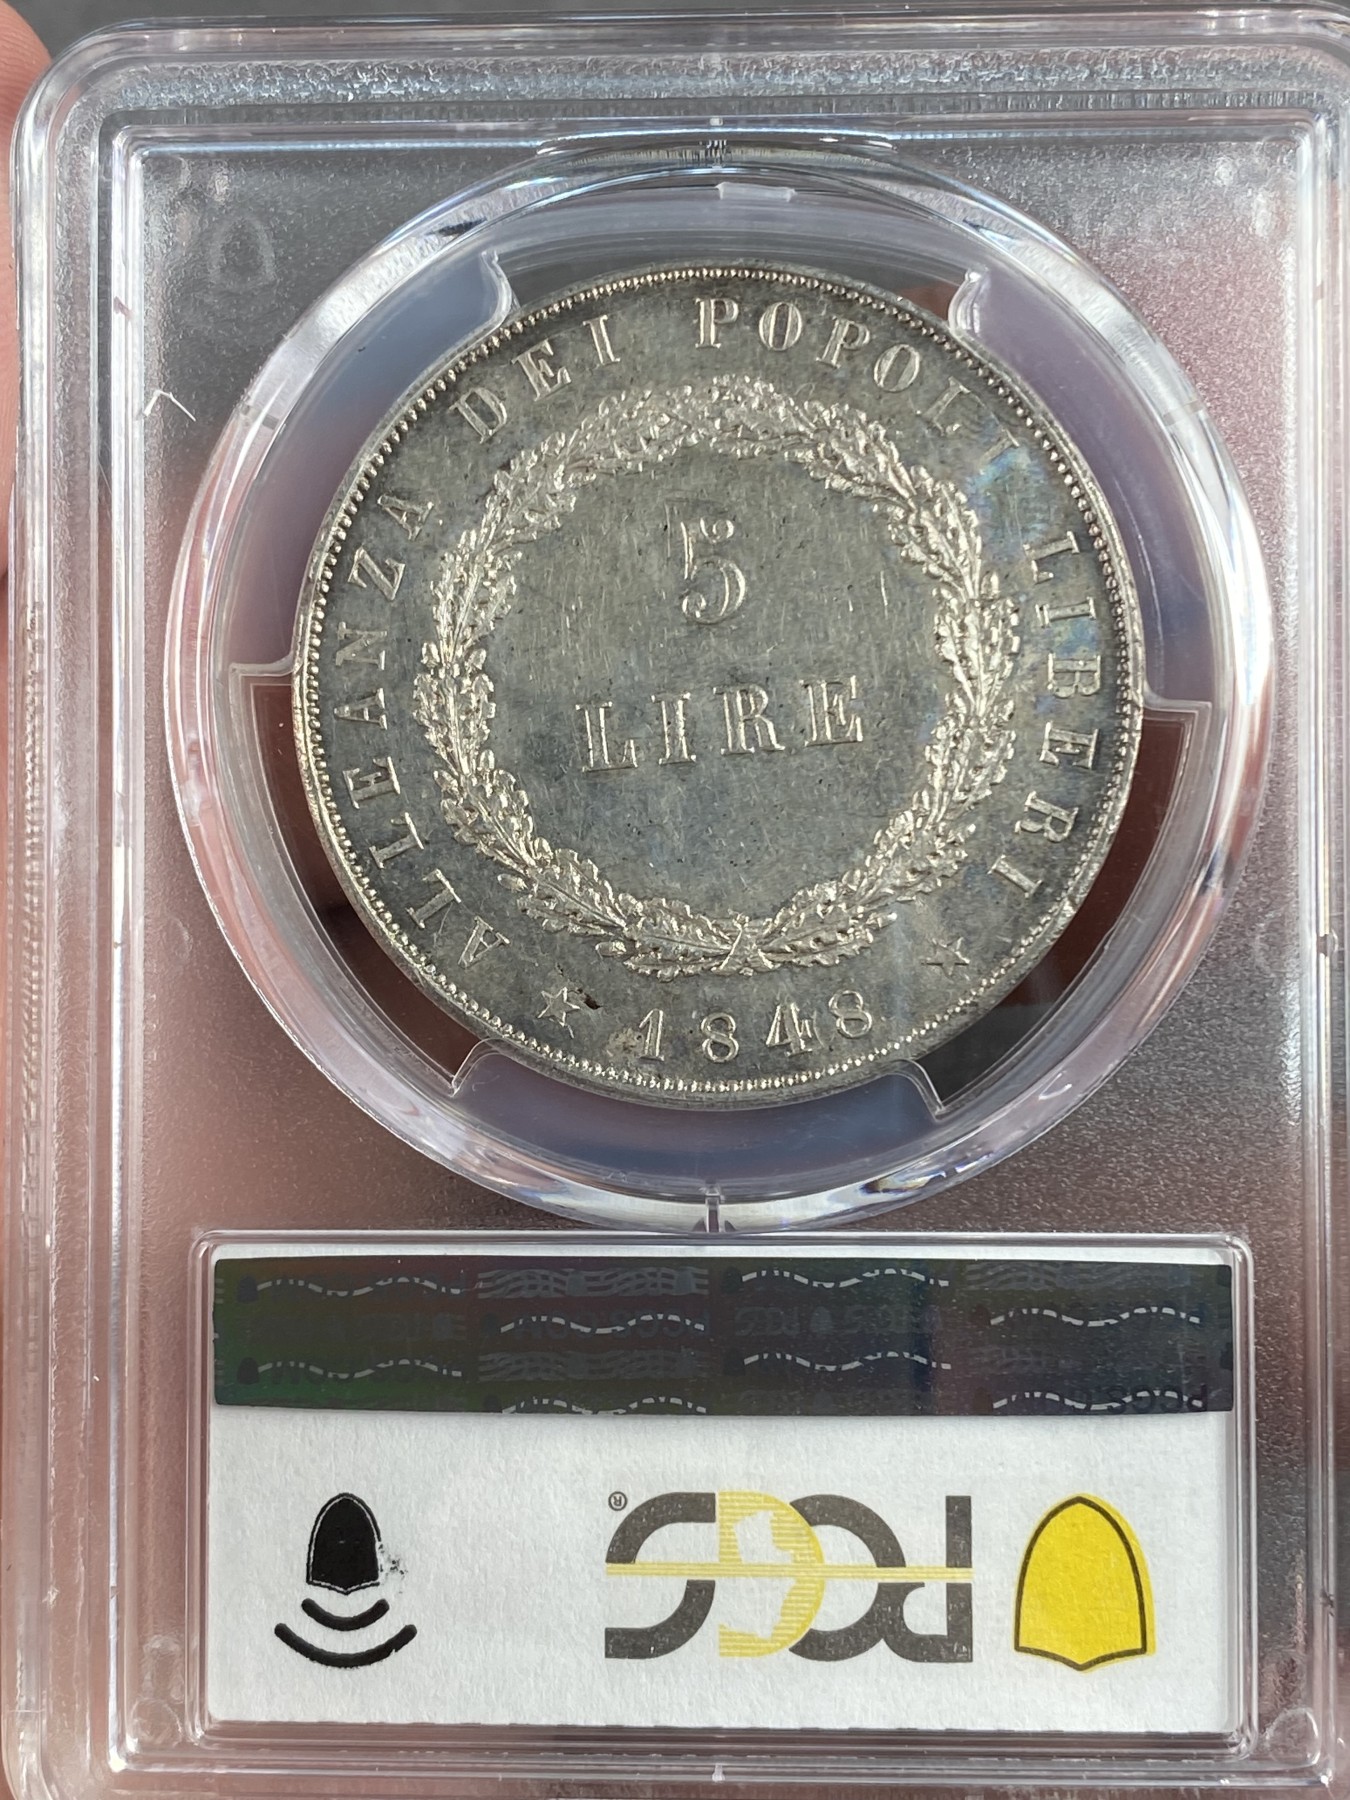 ALLEANZA DEI POPOLI LIBERI
5
LIRE
★ 1848 ★
PCGS®